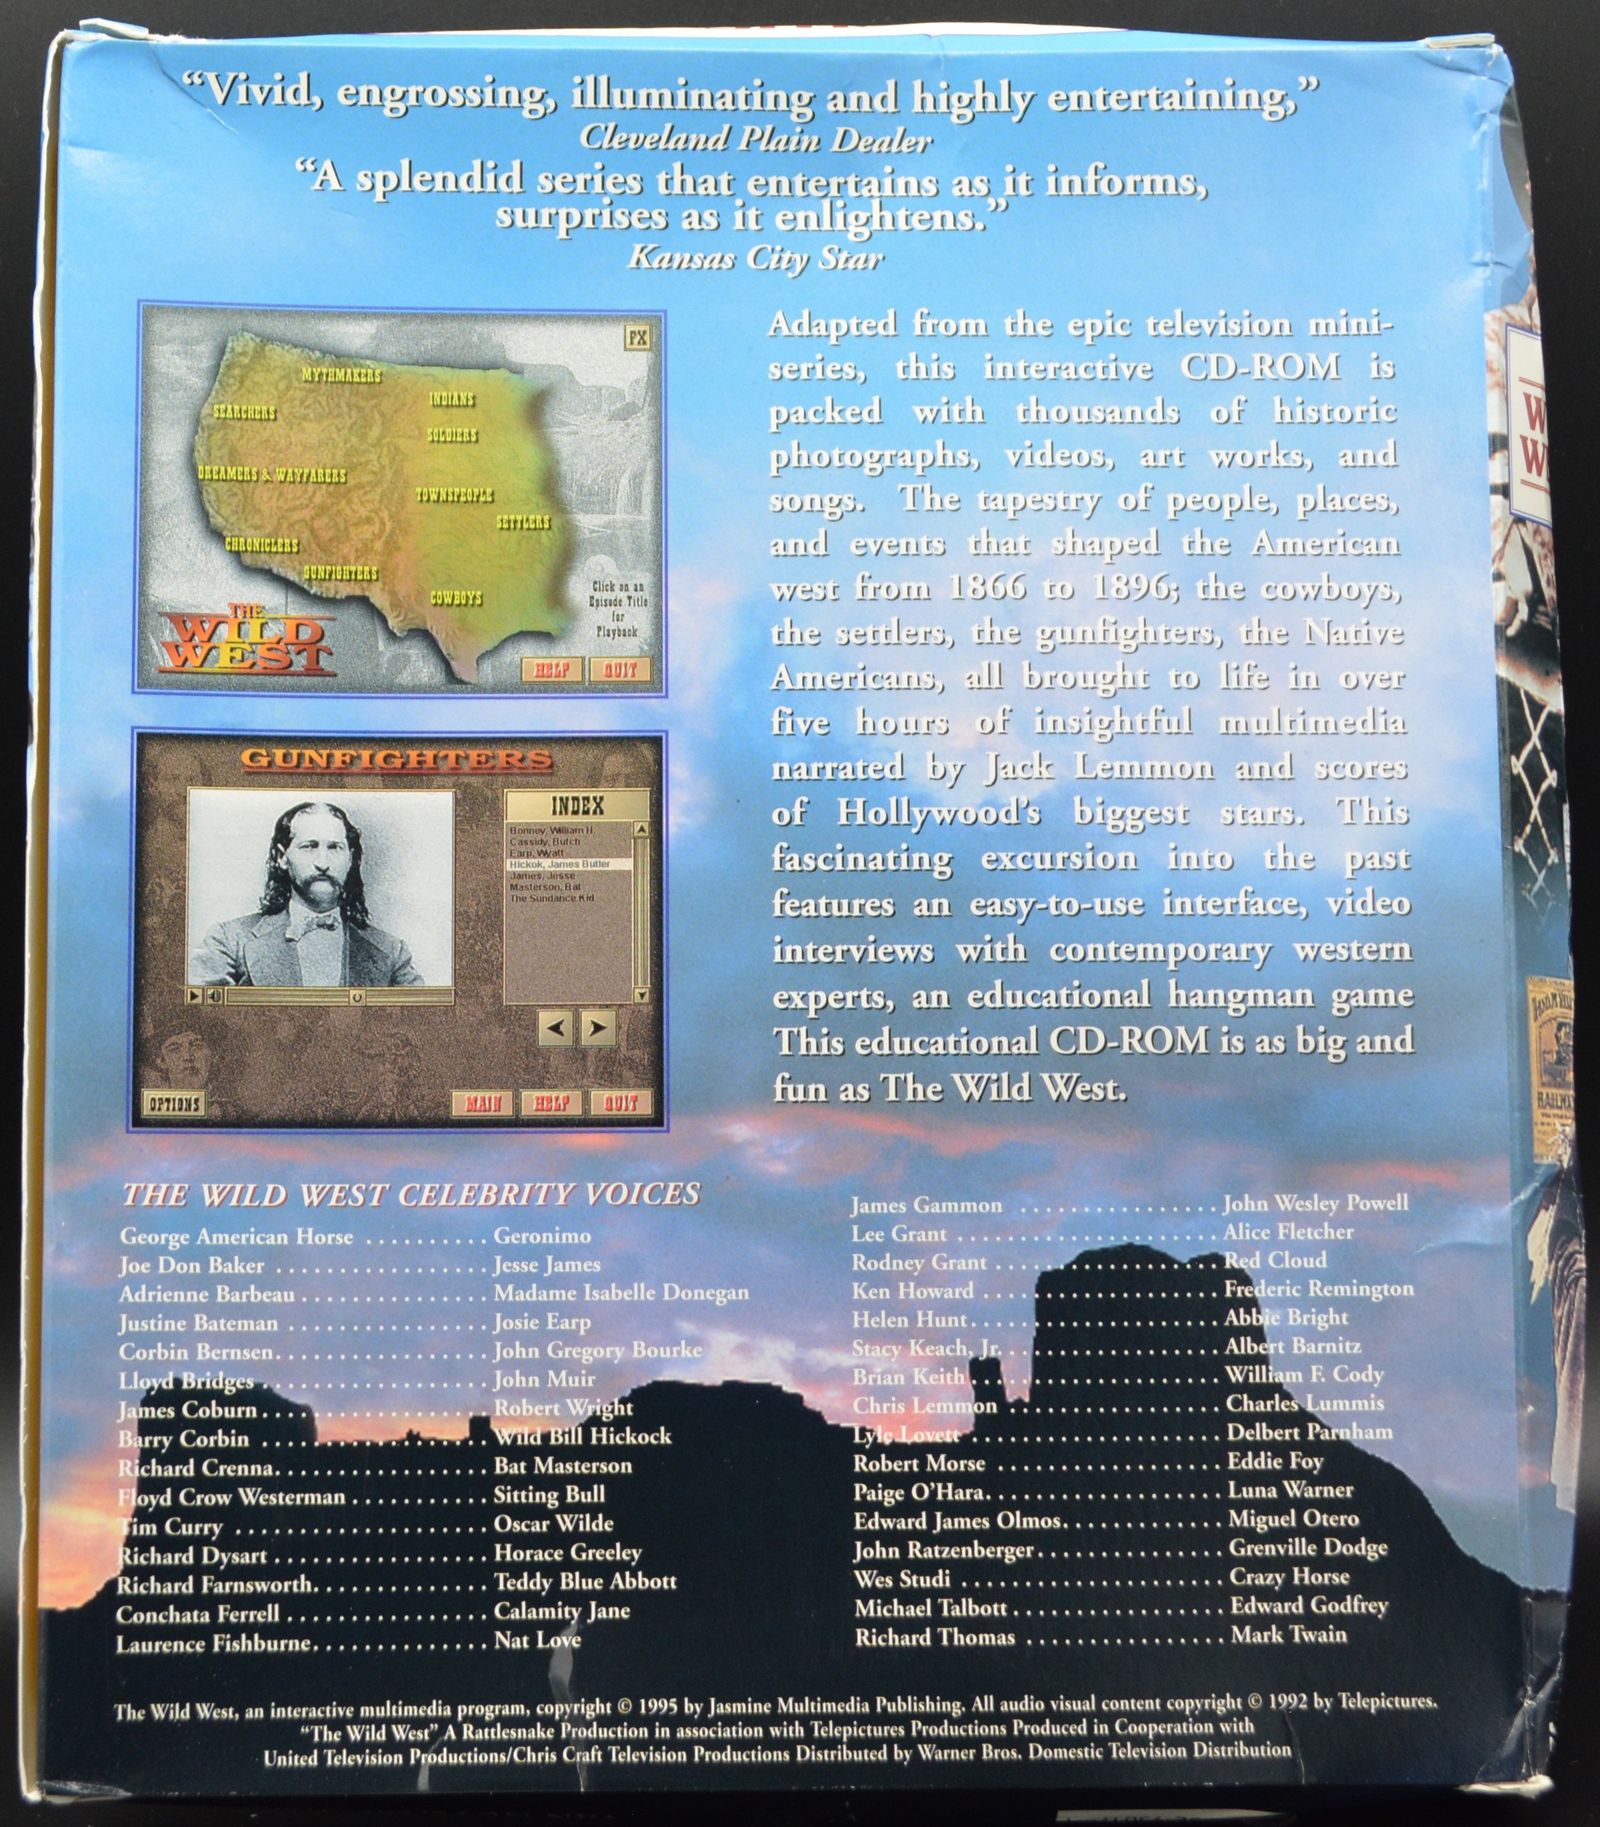 “Vivid, engrossing, illuminating and highly entertaining,”
Cleveland Plain Dealer
“A splendid series that entertains as it informs,
surprises as it enlightens.”
Kansas City Star
FX
MYTHMAKERS
INDIANS
SEARCHERS
SOLDIERS
DREAMERS & WAYFARERS
TOWNSPEOPLE
SETTLERS
CHRONICLERS
GUNFIGHTERS
COWBOYS
Click on an
Episode Title
for
Playback
THE
WILD
WEST
HELP QUIT
GUNFIGHTERS
INDEX
Bonney, William H.
Cassidy, Butch
Earp, Wyatt
Hickok, James Butler
James, Jesse
Masterson, Bat
The Sundance Kid
OPTIONS MAIN HELP QUIT
Adapted from the epic television mini-
series, this interactive CD-ROM is
packed with thousands of historic
photographs, videos, art works, and
songs. The tapestry of people, places,
and events that shaped the American
west from 1866 to 1896; the cowboys,
the settlers, the gunfighters, the Native
Americans, all brought to life in over
five hours of insightful multimedia
narrated by Jack Lemmon and scores
of Hollywood's biggest stars. This
fascinating excursion into the past
features an easy-to-use interface, video
interviews with contemporary western
experts, an educational hangman game
This educational CD-ROM is as big and
fun as The Wild West.
THE WILD WEST CELEBRITY VOICES
George American Horse .......... Geronimo
Joe Don Baker ................. Jesse James
Adrienne Barbeau............... Madame Isabelle Donegan
Justine Bateman ................ Josie Earp
Corbin Bernsen................. John Gregory Bourke
Lloyd Bridges.................. John Muir
James Coburn.................. Robert Wright
Barry Corbin .................. Wild Bill Hickock
Richard Crenna................. Bat Masterson
Floyd Crow Westerman ........... Sitting Bull
Tim Curry .................... Oscar Wilde
Richard Dysart ................. Horace Greeley
Richard Farnsworth.............. Teddy Blue Abbott
Conchata Ferrell ................ Calamity Jane
Laurence Fishburne.............. Nat Love
James Gammon ................ John Wesley Powell
Lee Grant ..................... Alice Fletcher
Rodney Grant .................. Red Cloud
Ken Howard ................... Frederic Remington
Helen Hunt.................... Abbie Bright
Stacy Keach, Jr. ................. Albert Barnitz
Brian Keith.................... William F. Cody
Chris Lemmon ................. Charles Lummis
Lyle Lovett .................... Delbert Parnham
Robert Morse .................. Eddie Foy
Paige O'Hara................... Luna Warner
Edward James Olmos............. Miguel Otero
John Ratzenberger............... Grenville Dodge
Wes Studi ..................... Crazy Horse
Michael Talbott................. Edward Godfrey
Richard Thomas ................ Mark Twain
The Wild West, an interactive multimedia program, copyright © 1995 by Jasmine Multimedia Publishing. All audio visual content copyright © 1992 by Telepictures.
“The Wild West” A Rattlesnake Production in association with Telepictures Productions Produced in Cooperation with
United Television Productions/Chris Craft Television Productions Distributed by Warner Bros. Domestic Television Distribution